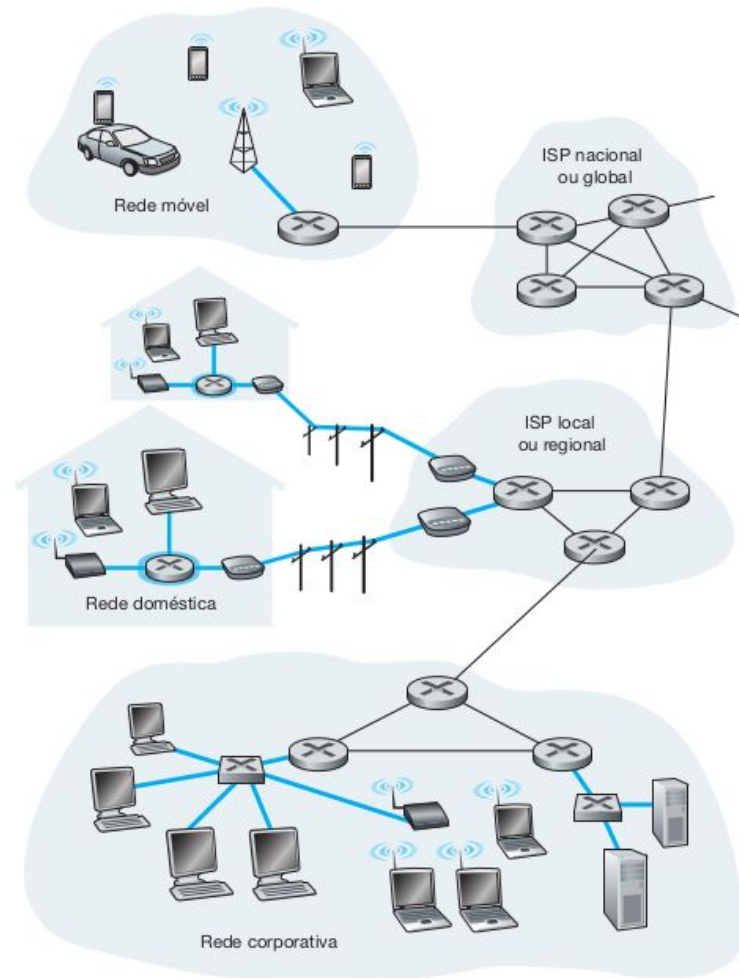 Rede móvel
ISP nacional
ou global
ISP local
ou regional
Rede doméstica
Rede corporativa